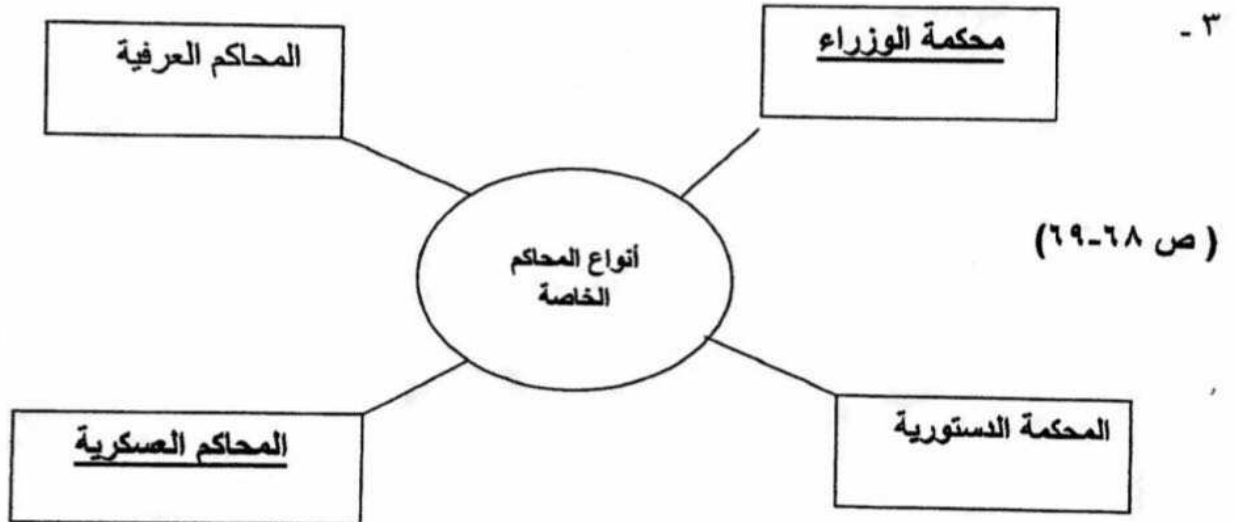 ٣ -
محكمة الوزراء
المحاكم العرفية
(ص ٦٨-٦٩)
أنواع المحاكم
الخاصة
المحكمة الدستورية
المحاكم العسكرية